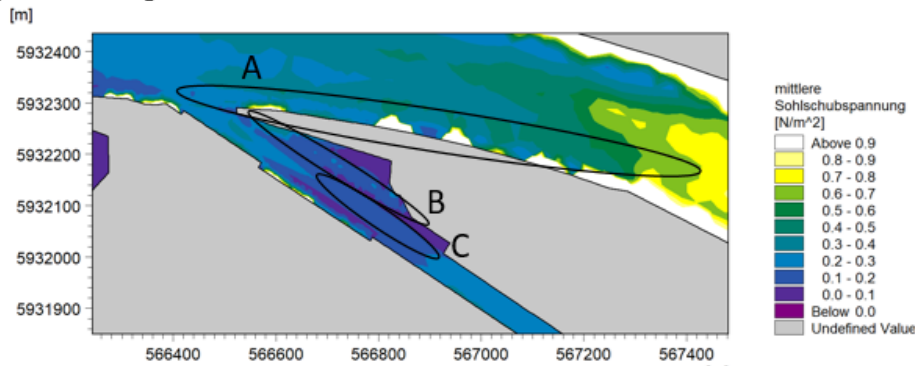 [m]
5932400
5932300
5932200
5932100
5932000
5931900
A
B
C
566400 566600 566800 567000 567200 567400
mittlere
Sohlschubspannung
[N/m^2]
Above 0.9
0.8 - 0.9
0.7 - 0.8
0.6 - 0.7
0.5 - 0.6
0.4 - 0.5
0.3 - 0.4
0.2 - 0.3
0.1 - 0.2
0.0 - 0.1
Below 0.0
Undefined Value